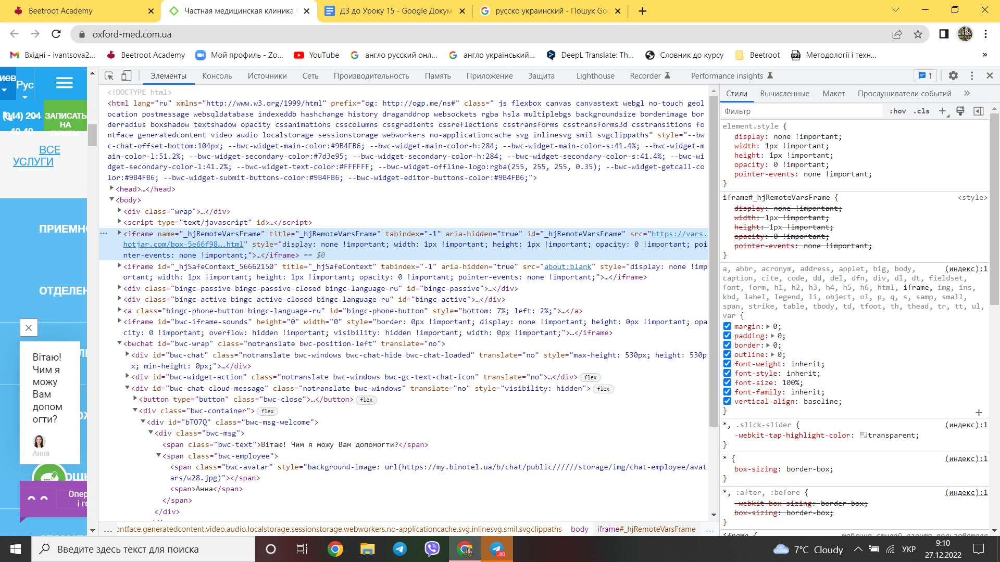 Beetroot Academy
Частная медицинская клиника
ДЗ до Уроку 15 - Google Докум
русско украинский - Пошук Goo
oxford-med.com.ua
Вхідні - ivantsova2...
Beetroot Academy
Мой профиль - Zo...
YouTube
англо русский онл...
англо український...
DeepL Translate: Th...
Словник до курсу
Beetroot
Методології і техн...
»
иев
Рус
(044) 204
40 40
ЗАПИСАТЬ
НА
ПРИЕМ
ВСЕ
УСЛУГИ
ПРИЕМНО
ОТДЕЛЕН
Вітаю!
Чим я
можу
Вам
допом
огти?
Анна
Опер
і го
Элементы
Консоль
Источники
Сеть
Производительность
Память
Приложение
Защита
Lighthouse
Recorder
Performance insights
1
<!DOCTYPE html>
<html lang="ru" xmlns="http://www.w3.org/1999/html" prefix="og: http://ogp.me/ns#" class=" js flexbox canvas canvastext webgl no-touch geol
ocation postmessage websqldatabase indexeddb hashchange history draganddrop websockets rgba hsla multiplebgs backgroundsize borderimage bor
derradius boxshadow textshadow opacity cssanimations csscolumns cssgradients cssreflections csstransforms csstransforms3d csstransitions fo
ntface generatedcontent video audio localstorage sessionstorage webworkers no-applicationcache svg inlinesvg smil svgclippaths" style="--bw
c-chat-offset-bottom:104px; --bwc-widget-main-color:#9B4FB6; --bwc-widget-main-color-h:284; --bwc-widget-main-color-s:41.4%; --bwc-widget-m
ain-color-l:51.2%; --bwc-widget-secondary-color:#7d3e95; --bwc-widget-secondary-color-h:284; --bwc-widget-secondary-color-s:41.4%; --bwc-wi
dget-secondary-color-l:41.2%; --bwc-widget-text-color:#FFFFFF; --bwc-widget-offline-logo:rgba(255, 255, 255, 0.35); --bwc-widget-getcall-co
lor:#9B4FB6; --bwc-widget-submit-buttons-color:#9B4FB6; --bwc-widget-editor-buttons-color:#9B4FB6;">
<head>…</head>
<body>
<div class="wrap">…</div>
<script type="text/javascript" id>…</script>
<iframe name="_hjRemoteVarsFrame" title="_hjRemoteVarsFrame" tabindex="-1" aria-hidden="true" id="_hjRemoteVarsFrame" src="https://vars.
hotjar.com/box-5e66f98….html" style="display: none !important; width: 1px !important; height: 1px !important; opacity: 0 !important; poi
nter-events: none !important;">…</iframe> == $0
<iframe id="_hjSafeContext_56662150" title="_hjSafeContext" tabindex="-1" aria-hidden="true" src="about:blank" style="display: none !imp
ortant; width: 1px !important; height: 1px !important; opacity: 0 !important; pointer-events: none !important;">…</iframe>
<div class="bingc-passive bingc-passive-closed bingc-language-ru" id="bingc-passive">…</div>
<div class="bingc-active bingc-active-closed bingc-language-ru" id="bingc-active">…</div>
<a class="bingc-phone-button bingc-language-ru" id="bingc-phone-button" style="bottom: 7%; left: 2%;">…</a>
<iframe id="bwc-iframe-sounds" height="0" width="0" style="border: 0px !important; display: none !important; height: 0px !important; opa
city: 0 !important; overflow: hidden !important; visibility: hidden !important; width: 0px !important;">…</iframe>
<bwchat id="bwc-wrap" class="notranslate bwc-position-left" translate="no">
<div id="bwc-chat" class="notranslate bwc-windows bwc-chat-hide bwc-chat-loaded" translate="no" style="max-height: 530px; height: 530p
x; min-height: 0px;">…</div>
<div id="bwc-widget-action" class="notranslate bwc-windows bwc-gc-text-chat-icon" translate="no">…</div> flex
<div id="bwc-chat-cloud-message" class="notranslate bwc-windows" translate="no" style="visibility: hidden"> flex
<button type="button" class="bwc-close">…</button> flex
<div class="bwc-container"> flex
<div id="bTO7Q" class="bwc-msg-welcome">
<div class="bwc-msg">
<span class="bwc-text">Вітаю! Чим я можу Вам допомогти?</span>
<span class="bwc-employee">
<span class="bwc-avatar" style="background-image: url(https://my.binotel.ua/b/chat/public//////storage/img/chat-employee/avat
ars/w28.jpg)"></span>
<span>Анна</span>
</span>
</div>
... ontface.generatedcontent.video.audio.localstorage.sessionstorage.webworkers.no-applicationcache.svg.inlinesvg.smil.svgclippaths body iframe#_hjRemoteVarsFrame ...
Стили
Вычисленные
Макет
Прослушиватели событий
»
Фильтр
:hov .cls
element.style {
display: none !important;
width: 1px !important;
height: 1px !important;
opacity: 0 !important;
pointer-events: none !important;
}
iframe#_hjRemoteVarsFrame { <style>
display: none !important;
width: 1px !important;
height: 1px !important;
opacity: 0 !important;
pointer-events: none !important;
}
a, abbr, acronym, address, applet, big, body, (индекс):1
caption, cite, code, dd, del, dfn, div, dl, dt, fieldset,
font, form, h1, h2, h3, h4, h5, h6, html, iframe, img, ins,
kbd, label, legend, li, object, ol, p, q, s, samp, small,
span, strike, table, tbody, td, tfoot, th, thead, tr, tt, ul,
var {
margin: 0;
padding: 0;
border: 0;
outline: 0;
font-weight: inherit;
font-style: inherit;
font-size: 100%;
font-family: inherit;
vertical-align: baseline;
}
*, .slick-slider { (индекс):1
-webkit-tap-highlight-color: transparent;
}
* { (индекс):1
box-sizing: border-box;
}
*, :after, :before { (индекс):1
-webkit-box-sizing: border-box;
box-sizing: border-box;
}
Введите здесь текст для поиска
..80
7°C Cloudy
УКР
9:10
27.12.2022